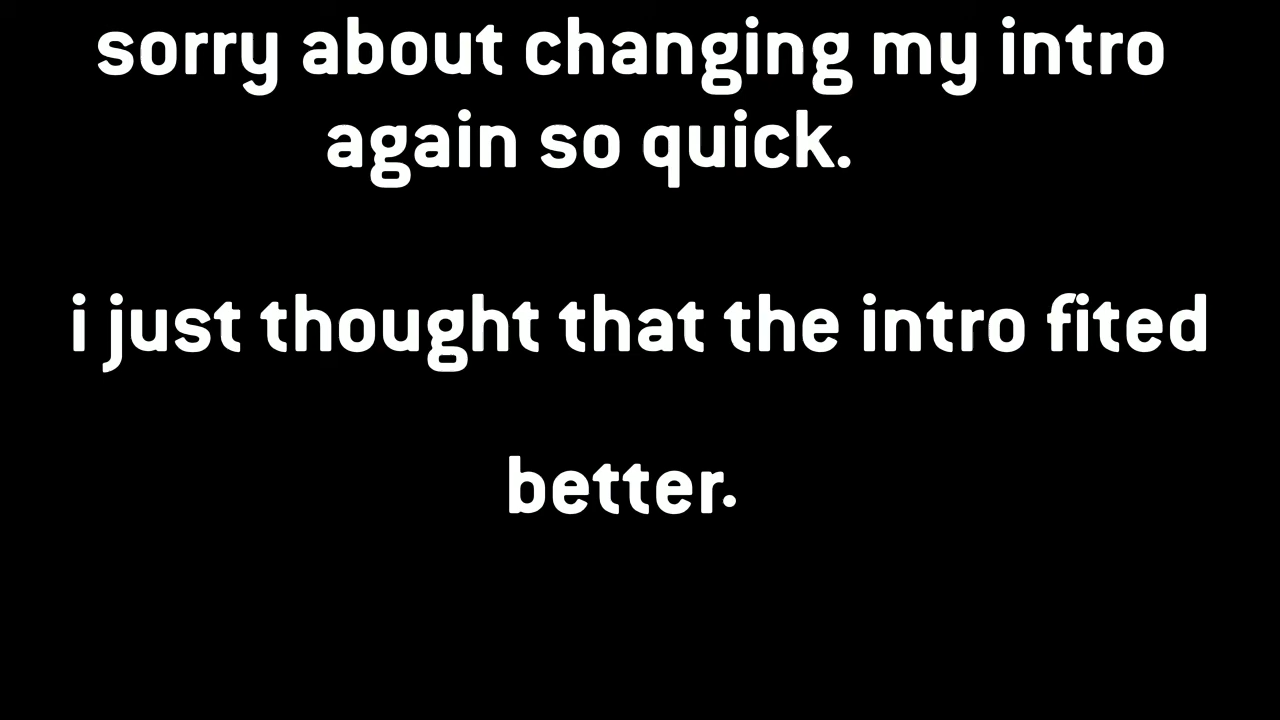 sorry about changing my intro
again so quick.
i just thought that the intro fited
better.